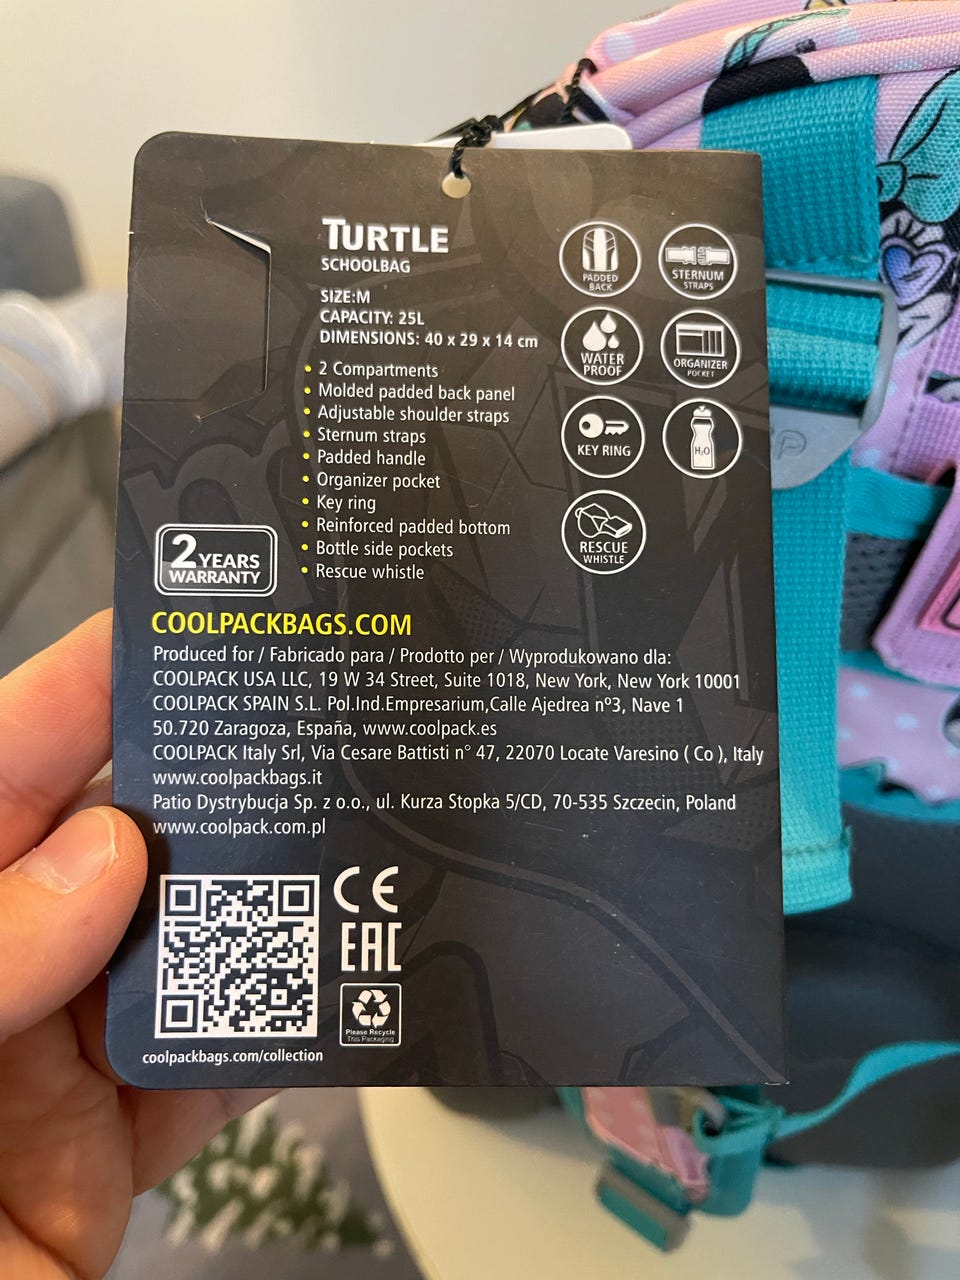 TURTLE
SCHOOLBAG
SIZE:M
CAPACITY: 25L
DIMENSIONS: 40 x 29 x 14 cm
• 2 Compartments
• Molded padded back panel
• Adjustable shoulder straps
• Sternum straps
• Padded handle
• Organizer pocket
• Key ring
• Reinforced padded bottom
• Bottle side pockets
• Rescue whistle
PADDED
BACK
STERNUM
STRAPS
WATER
PROOF
ORGANIZER
POCKET
KEY RING
H₂O
RESCUE
WHISTLE
2 YEARS
WARRANTY
COOLPACKBAGS.COM
Produced for / Fabricado para / Prodotto per / Wyprodukowano dla:
COOLPACK USA LLC, 19 W 34 Street, Suite 1018, New York, New York 10001
COOLPACK SPAIN S.L. Pol.Ind.Empresarium,Calle Ajedrea nº3, Nave 1
50.720 Zaragoza, España, www.coolpack.es
COOLPACK Italy Srl, Via Cesare Battisti n° 47, 22070 Locate Varesino ( Co ), Italy
www.coolpackbags.it
Patio Dystrybucja Sp. z o.o., ul. Kurza Stopka 5/CD, 70-535 Szczecin, Poland
www.coolpack.com.pl
CE
EAC
Please Recycle
This Packaging
coolpackbags.com/collection